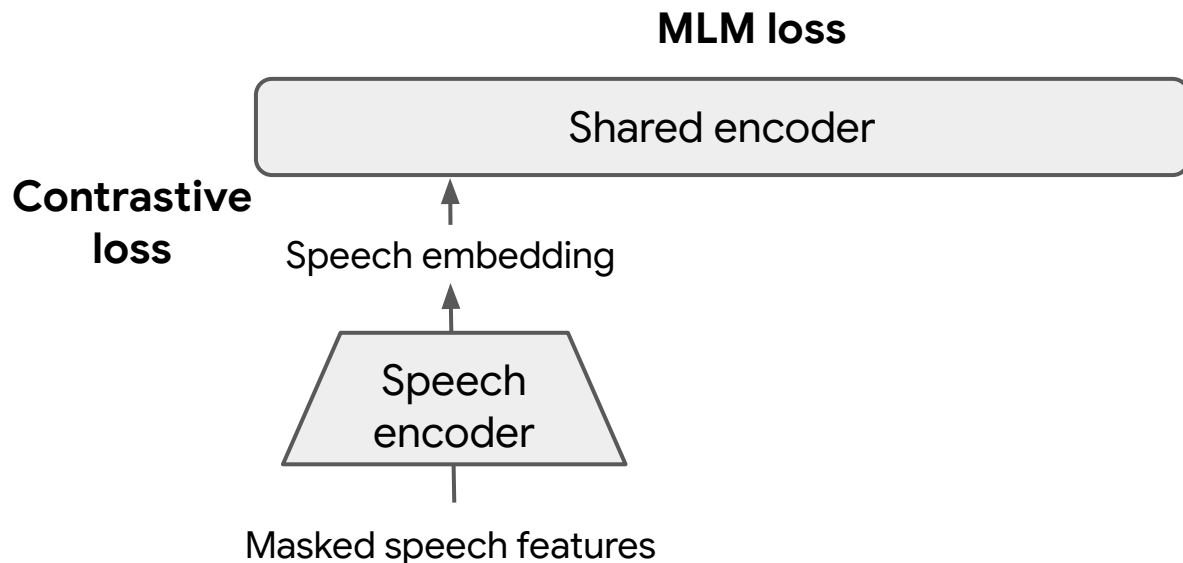 MLM loss
Shared encoder
Contrastive
loss
Speech embedding
Speech
encoder
Masked speech features